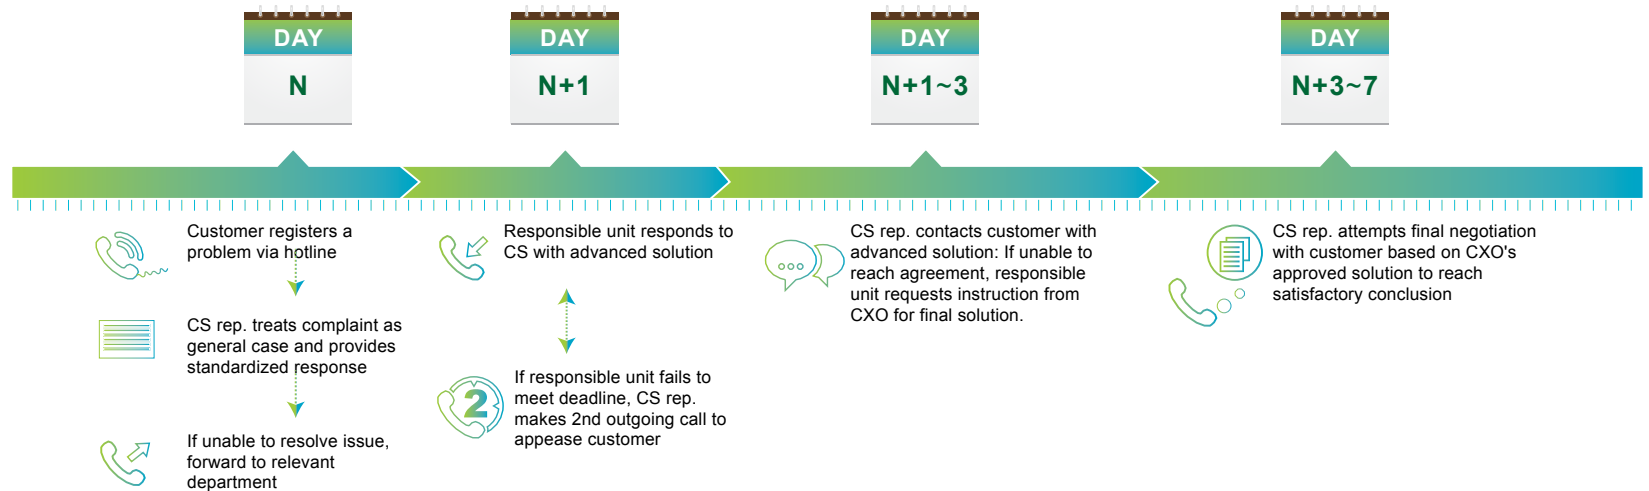 DAY
N
DAY
N+1
DAY
N+1~3
DAY
N+3~7
Customer registers a
problem via hotline
CS rep. treats complaint as
general case and provides
standardized response
If unable to resolve issue,
forward to relevant
department
Responsible unit responds to
CS with advanced solution
2
If responsible unit fails to
meet deadline, CS rep.
makes 2nd outgoing call to
appease customer
CS rep. contacts customer with
advanced solution: If unable to
reach agreement, responsible
unit requests instruction from
CXO for final solution.
CS rep. attempts final negotiation
with customer based on CXO's
approved solution to reach
satisfactory conclusion